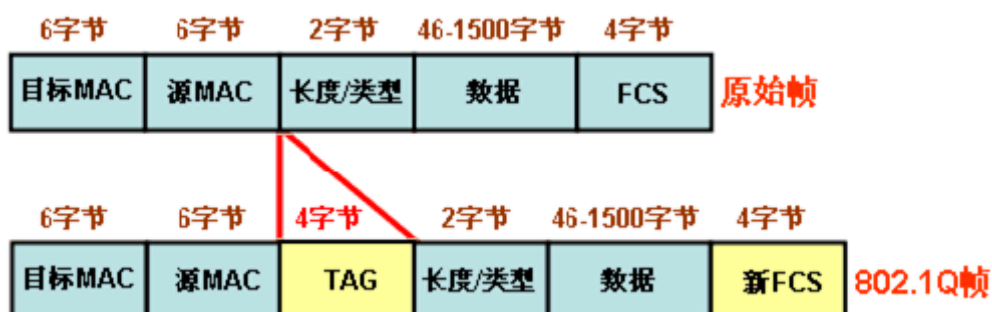 6字节 6字节 2字节 46-1500字节 4字节
目标MAC 源MAC 长度/类型 数据 FCS 原始帧
6字节 6字节 4字节 2字节 46-1500字节 4字节
目标MAC 源MAC TAG 长度/类型 数据 新FCS 802.1Q帧